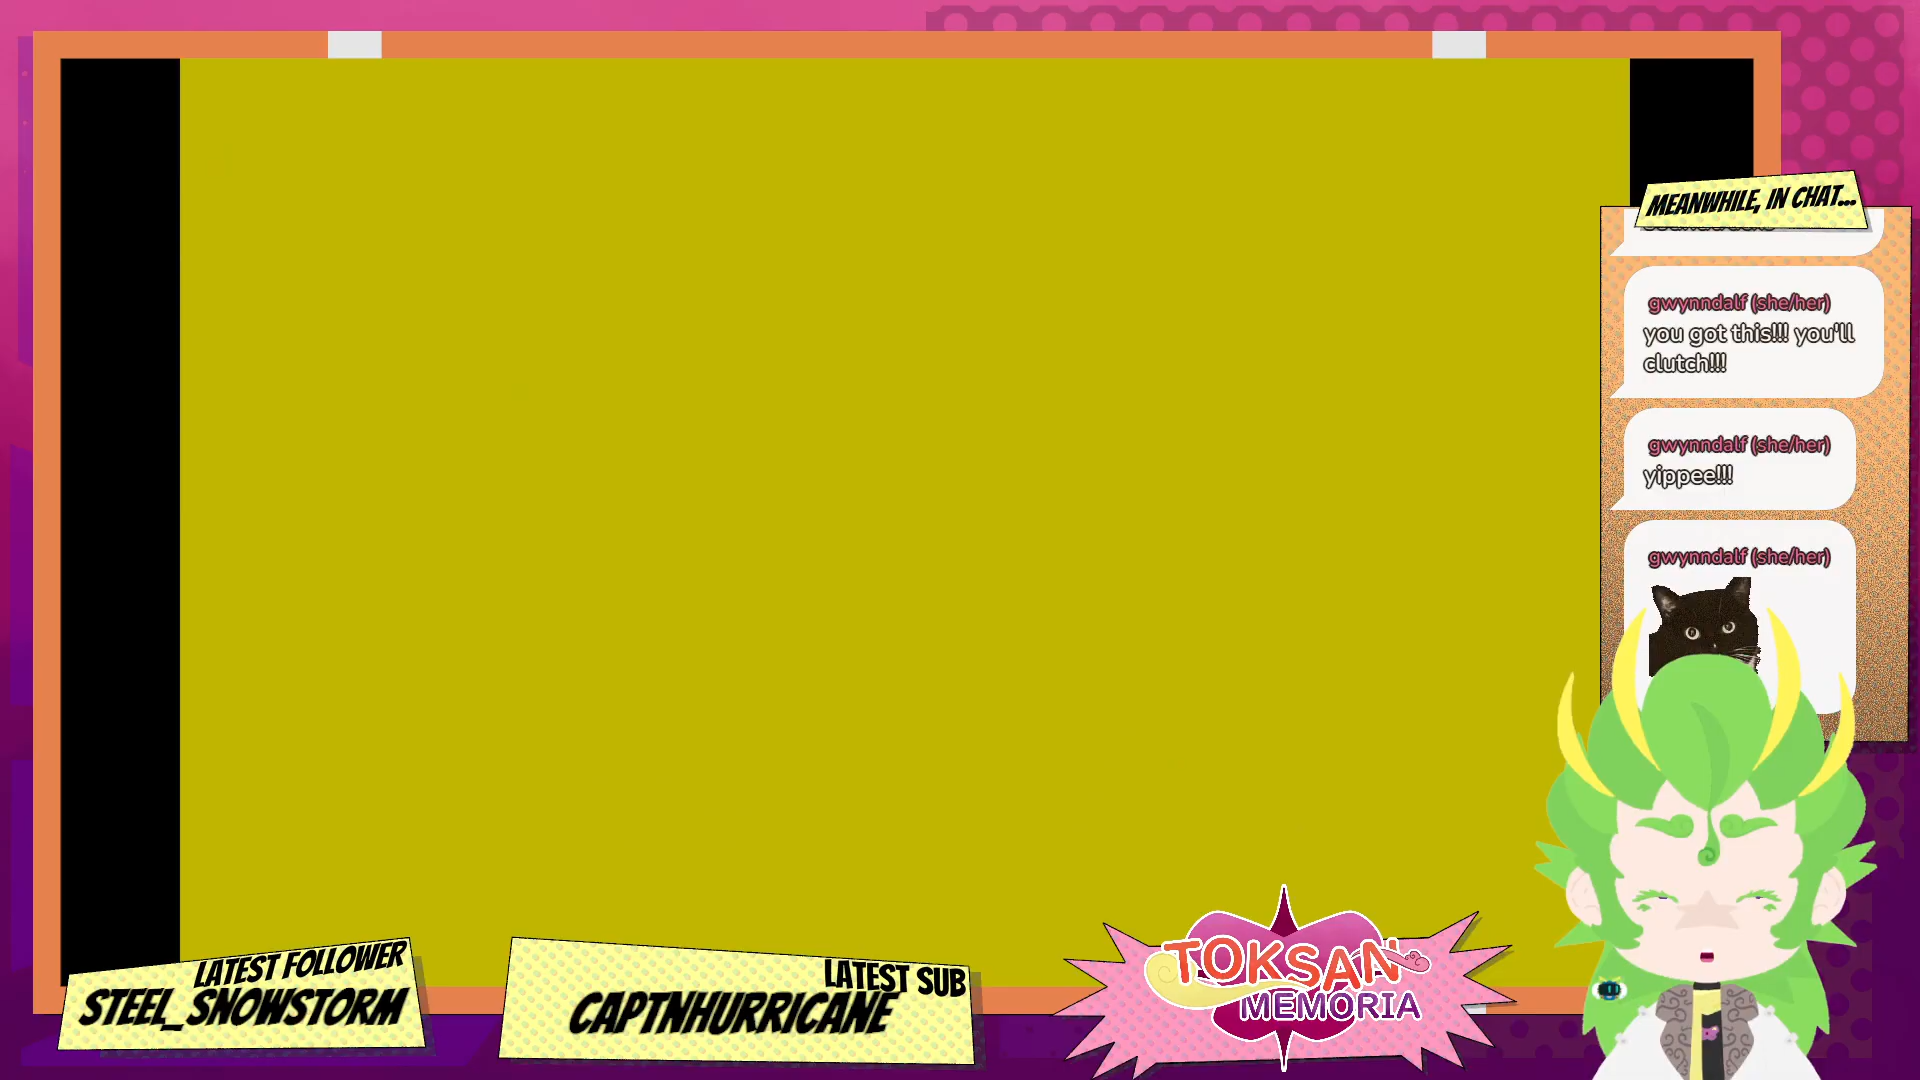 MEANWHILE, IN CHAT...
gwynndalf (she/her)
you got this!!! you'll
clutch!!!
gwynndalf (she/her)
yippee!!!
gwynndalf (she/her)
LATEST FOLLOWER
STEEL_SNOWSTORM
LATEST SUB
CAPTNHURRICANE
TOKSAN
MEMORIA